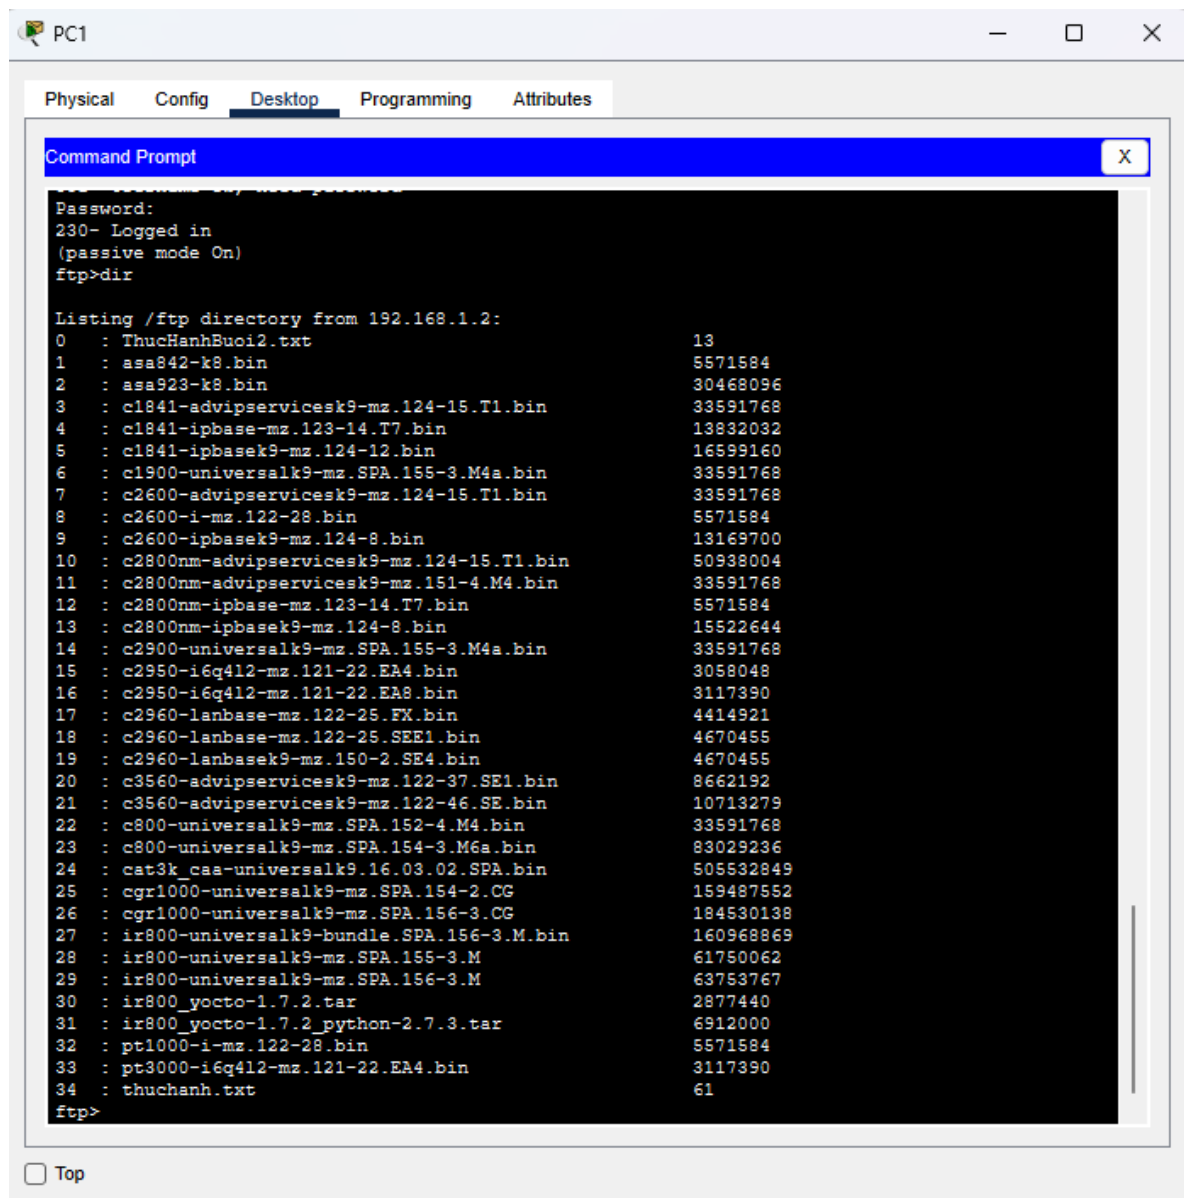 PC1
Physical Config Desktop Programming Attributes
Command Prompt X
Password:
230- Logged in
(passive mode On)
ftp>dir
Listing /ftp directory from 192.168.1.2:
0 : ThucHanhBuoi2.txt 13
1 : asa842-k8.bin 5571584
2 : asa923-k8.bin 30468096
3 : c1841-advipservicesk9-mz.124-15.T1.bin 33591768
4 : c1841-ipbase-mz.123-14.T7.bin 13832032
5 : c1841-ipbasek9-mz.124-12.bin 16599160
6 : c1900-universalk9-mz.SPA.155-3.M4a.bin 33591768
7 : c2600-advipservicesk9-mz.124-15.T1.bin 33591768
8 : c2600-i-mz.122-28.bin 5571584
9 : c2600-ipbasek9-mz.124-8.bin 13169700
10 : c2800nm-advipservicesk9-mz.124-15.T1.bin 50938004
11 : c2800nm-advipservicesk9-mz.151-4.M4.bin 33591768
12 : c2800nm-ipbase-mz.123-14.T7.bin 5571584
13 : c2800nm-ipbasek9-mz.124-8.bin 15522644
14 : c2900-universalk9-mz.SPA.155-3.M4a.bin 33591768
15 : c2950-i6q4l2-mz.121-22.EA4.bin 3058048
16 : c2950-i6q4l2-mz.121-22.EA8.bin 3117390
17 : c2960-lanbase-mz.122-25.FX.bin 4414921
18 : c2960-lanbase-mz.122-25.SEE1.bin 4670455
19 : c2960-lanbasek9-mz.150-2.SE4.bin 4670455
20 : c3560-advipservicesk9-mz.122-37.SE1.bin 8662192
21 : c3560-advipservicesk9-mz.122-46.SE.bin 10713279
22 : c800-universalk9-mz.SPA.152-4.M4.bin 33591768
23 : c800-universalk9-mz.SPA.154-3.M6a.bin 83029236
24 : cat3k_caa-universalk9.16.03.02.SPA.bin 505532849
25 : cgr1000-universalk9-mz.SPA.154-2.CG 159487552
26 : cgr1000-universalk9-mz.SPA.156-3.CG 184530138
27 : ir800-universalk9-bundle.SPA.156-3.M.bin 160968869
28 : ir800-universalk9-mz.SPA.155-3.M 61750062
29 : ir800-universalk9-mz.SPA.156-3.M 63753767
30 : ir800_yocto-1.7.2.tar 2877440
31 : ir800_yocto-1.7.2_python-2.7.3.tar 6912000
32 : pt1000-i-mz.122-28.bin 5571584
33 : pt3000-i6q4l2-mz.121-22.EA4.bin 3117390
34 : thuchanh.txt 61
ftp>
Top